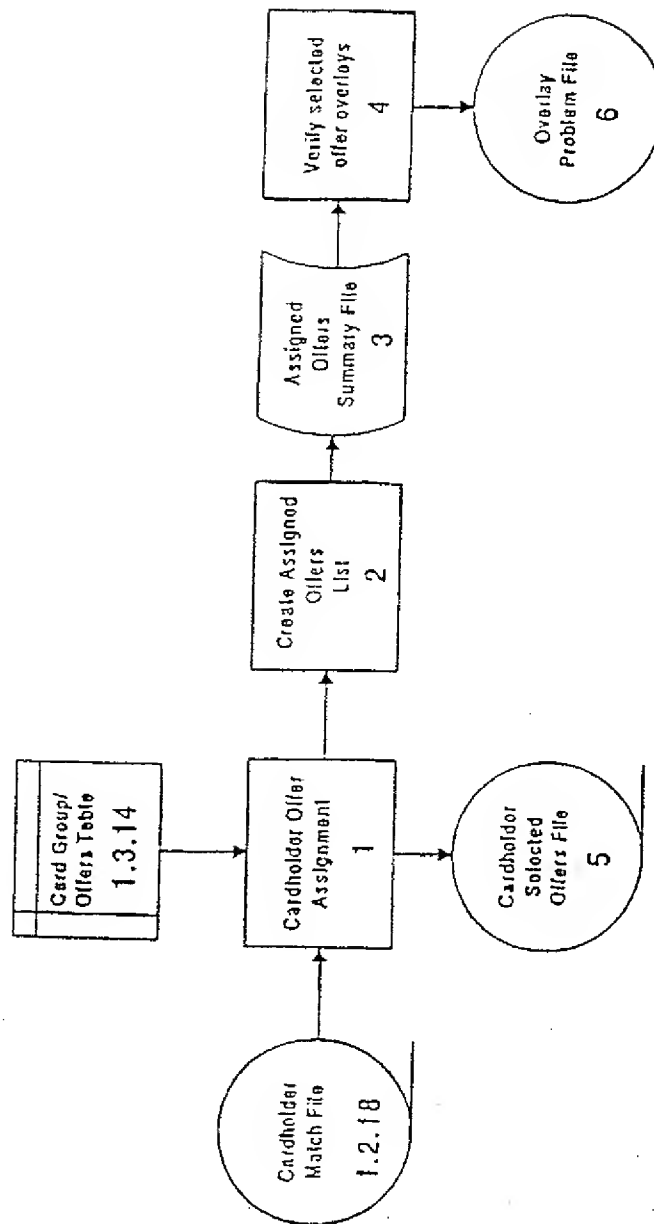 Card Group/
Offers Table
1.3.14
Cardholder
Match File
1.2.18
Cardholder Offer
Assignment
1
Create Assigned
Offers
List
2
Assigned
Offers
Summary File
3
Verify selected
offer overlays
4
Cardholder
Selected
Offers File
5
Overlay
Problem File
6